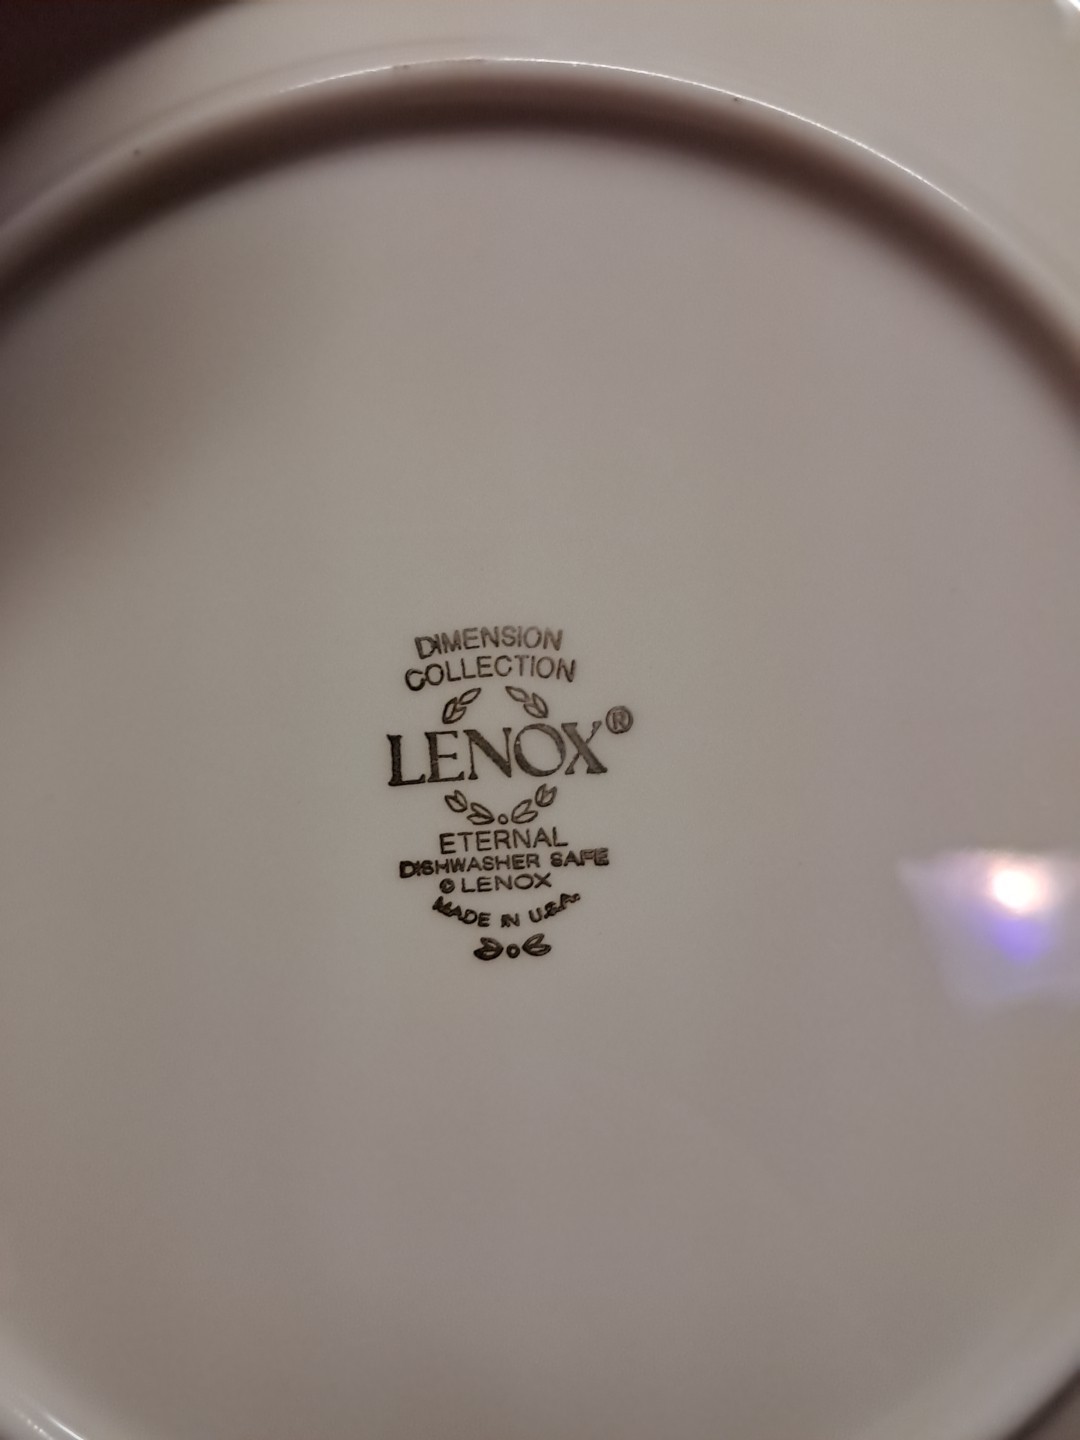 DIMENSION
COLLECTION
LENOX®
ETERNAL
DISHWASHER SAFE
© LENOX
MADE IN U.S.A.